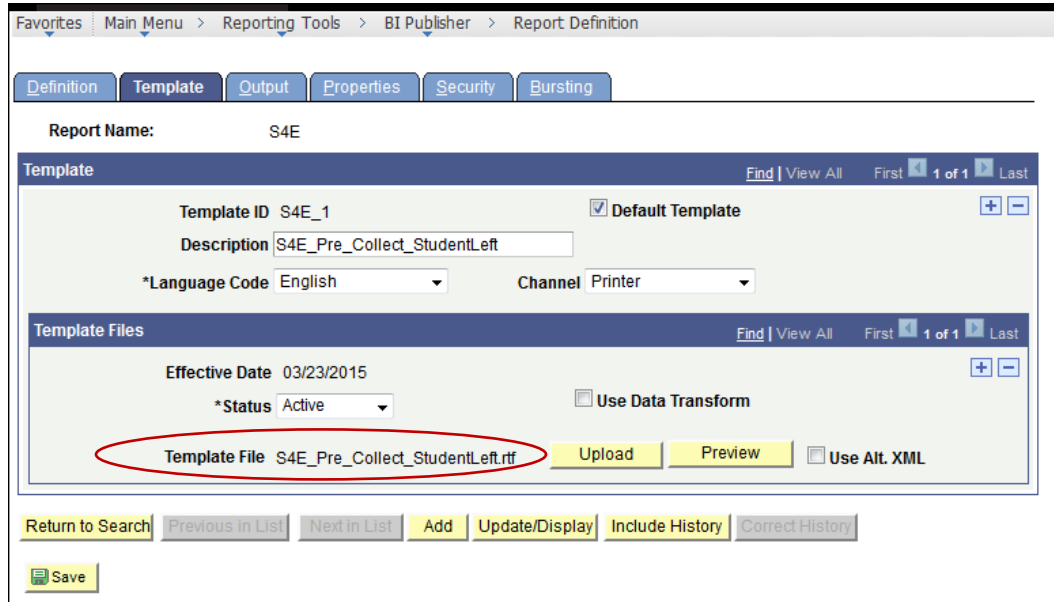 Favorites Main Menu > Reporting Tools > BI Publisher > Report Definition
Definition Template Output Properties Security Bursting
Report Name: S4E
Template Find | View All First 1 of 1 Last
Template ID S4E_1 Default Template
Description S4E_Pre_Collect_StudentLeft
*Language Code English Channel Printer
Template Files Find | View All First 1 of 1 Last
Effective Date 03/23/2015
*Status Active Use Data Transform
Template File S4E_Pre_Collect_StudentLeft.rtf Upload Preview Use Alt. XML
Return to Search Previous in List Next in List Add Update/Display Include History Correct History
Save